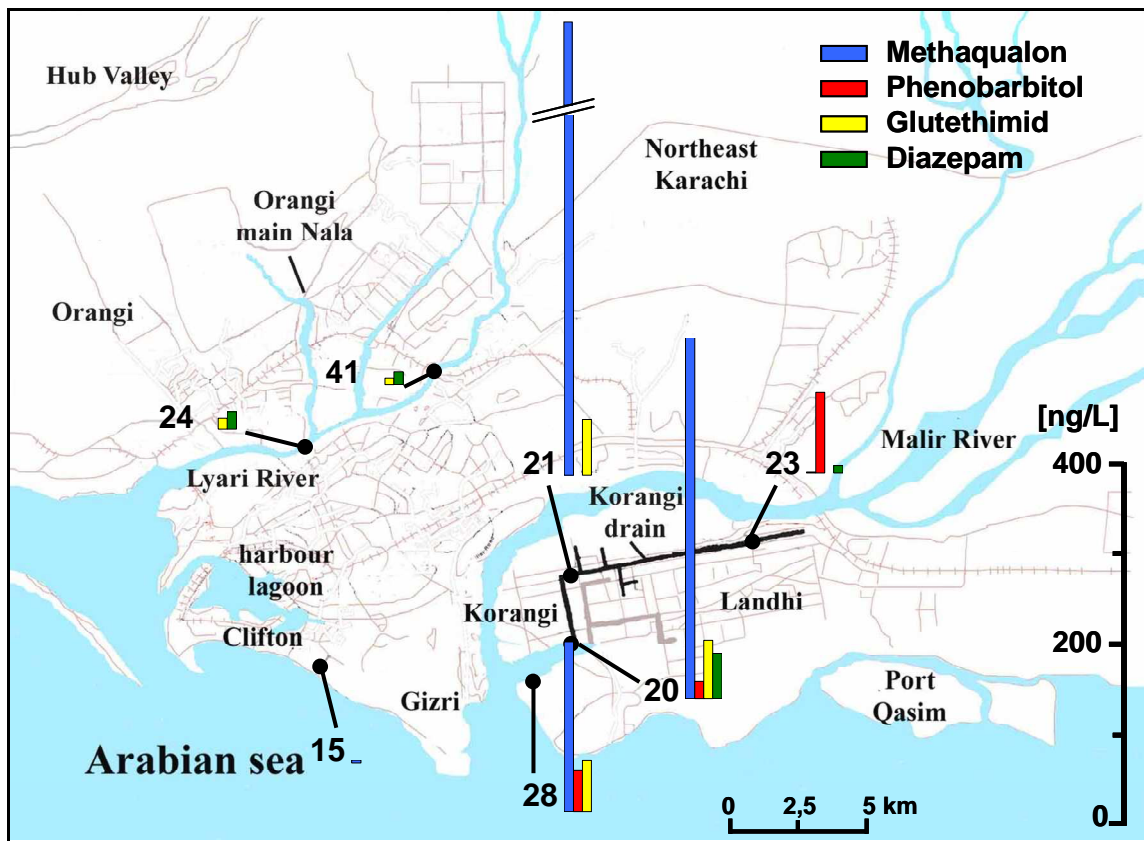 Hub Valley
Methaqualon
Phenobarbitol
Glutethimid
Diazepam
Northeast
Karachi
Orangi
main Nala
Orangi
41
24
[ng/L]
Malir River
400
21
23
Lyari River
Korangi
drain
harbour
lagoon
Korangi
Landhi
Clifton
200
20
Port
Qasim
Gizri
Arabian sea
15
28
0 2,5 5 km
0